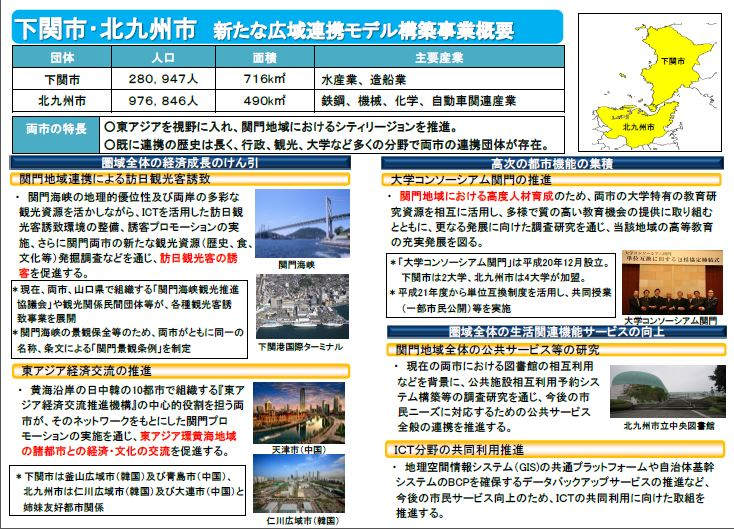 下関市・北九州市　新たな広域連携モデル構築事業概要
団体　人口　面積　主要産業
下関市　280，947人　716k㎡　水産業、造船業
北九州市　976，846人　490k㎡　鉄鋼、機械、化学、自動車関連産業
両市の特長
○東アジアを視野に入れ、関門地域におけるシティリージョンを推進。
○既に連携の歴史は長く、行政、観光、大学など多くの分野で両市の連携団体が存在。
下関市
北九州市
圏域全体の経済成長のけん引
関門地域連携による訪日観光客誘致
・ 関門海峡の地理的優位性及び両岸の多彩な
観光資源を活かしながら、ICTを活用した訪日観
光客誘致環境の整備、誘客プロモーションの実
施、さらに関門両市の新たな観光資源（歴史、食、
文化等）発掘調査などを通じ、訪日観光客の誘
客を促進する。
関門海峡
＊現在、両市、山口県で組織する「関門海峡観光推進
協議会」や観光関係民間団体等が、各種観光客誘
致事業を展開
＊関門海峡の景観保全等のため、両市がともに同一の
名称、条文による「関門景観条例」を制定
下関港国際ターミナル
東アジア経済交流の推進
・ 黄海沿岸の日中韓の10都市で組織する『東ア
ジア経済交流推進機構』の中心的役割を担う両
市が、そのネットワークをもとにした関門プロ
モーションの実施を通じ、東アジア環黄海地域
の諸都市との経済・文化の交流を促進する。
天津市（中国）
＊下関市は釜山広域市（韓国）及び青島市（中国）、
北九州市は仁川広域市（韓国）及び大連市（中国）と
姉妹友好都市関係
仁川広域市（韓国）
高次の都市機能の集積
大学コンソーシアム関門の推進
・ 関門地域における高度人材育成のため、両市の大学特有の教育研
究資源を相互に活用し、多様で質の高い教育機会の提供に取り組む
とともに、更なる発展に向けた調査研究を通じ、当該地域の高等教育
の充実発展を図る。
＊「大学コンソーシアム関門」は平成20年12月設立。
下関市は2大学、北九州市は4大学が加盟。
＊平成21年度から単位互換制度を活用し、共同授業
（一部市民公開）等を実施
大学コンソーシアム関門
単位互換に関する包括協定締結式
大学コンソーシアム関門
圏域全体の生活関連機能サービスの向上
関門地域全体の公共サービス等の研究
・ 現在の両市における図書館の相互利用
などを背景に、公共施設相互利用予約シス
テム構築等の調査研究を通じ、今後の市
民ニーズに対応するための公共サービス
全般の連携を推進する。
北九州市立中央図書館
ICT分野の共同利用推進
・ 地理空間情報システム（GIS）の共通プラットフォームや自治体基幹
システムのBCPを確保するデータバックアップサービスの推進など、
今後の市民サービス向上のため、ICTの共同利用に向けた取組を
推進する。